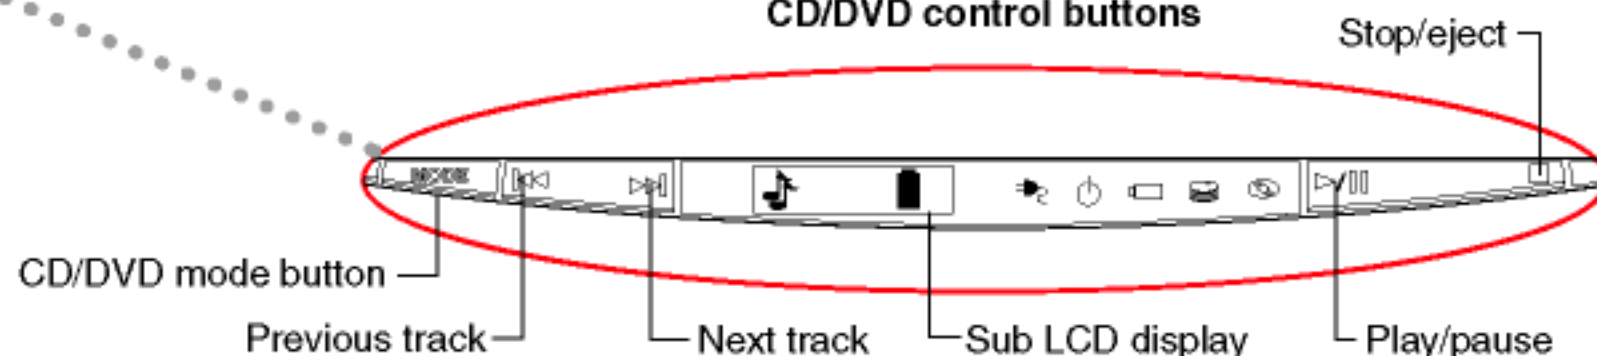 CD/DVD control buttons
Stop/eject
MODE
CD/DVD mode button
Previous track
Next track
Sub LCD display
Play/pause